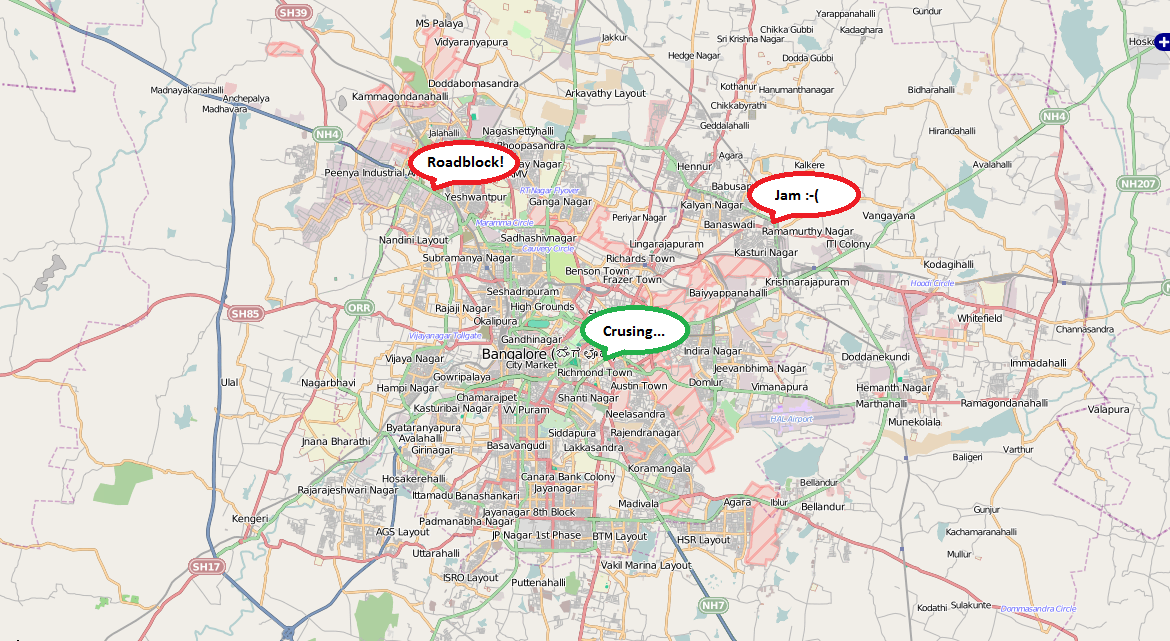 SH39
MS Palaya
Vidyaranyapura
Jakkur
Yarappanahalli
Gundur
Chikka Gubbi
Kadaghara
Sri Krishna Nagar
Hedge Nagar
Dodda Gubbi
Doddabomasandra
Madnayakanahalli
Anchepalya
Madhavara
Kammagondanahalli
Arkavathy Layout
Kothanur
Hanumanthanagar
Bidharahalli
Chikkabyrathi
NH4
Geddalahalli
Hirandahalli
NH4
Jalahalli
Nagashettyhalli
Bhoopasandra
Roadblock!
Peenya Industrial
Agara
Hennur
Kalkere
Avalahalli
NH207
Yeshwantpur
RT Nagar Flyover
Ganga Nagar
Kalyan Nagar
Jam :-(
Maramma Circle
Periyar Nagar
Banaswadi
Ramamurthy Nagar
Vangayana
Nandini Layout
Sadhashivnagar
Cauvery Circle
Lingarajapuram
Kasturi Nagar
ITI Colony
Subramanya Nagar
Richards Town
Benson Town
Frazer Town
Kodagihalli
Krishnarajapuram
Hoodi Circle
Seshadripuram
Baiyyappanahalli
SH85
ORR
Rajaji Nagar
High Grounds
Okalipura
Whitefield
Channasandra
Vijayanagar Tollgate
Gandhinagar
Crusing...
Bangalore
City Market
Indira Nagar
Vijaya Nagar
Doddanekundi
Immadahalli
Ulal
Nagarbhavi
Gowripalaya
Hampi Nagar
Richmond Town
Austin Town
Jeevanbhima Nagar
Domlur
Vimanapura
Hemanth Nagar
Chamarajpet
Shanti Nagar
Marthahalli
Ramagondanahalli
Valapura
Kasturibai Nagar
VV Puram
Neelasandra
HAL Airport
Munekolala
Byatarayanpura
Avalahalli
Siddapura
Rajendranagar
Jnana Bharathi
Girinagar
Basavangudi
Lakkasandra
Varthur
Baligeri
Koramangala
Hosakerehalli
Canara Bank Colony
Bellandur
Rajarajeshwari Nagar
Ittamadu
Banashankari
Jayanagar
Madivala
Agara
Iblur
Bellandur
Kengeri
Padmanabha Nagar
Jayanagar 8th Block
Gunjur
AGS Layout
JP Nagar 1st Phase
BTM Layout
HSR Layout
Kachamaranahalli
Uttarahalli
Mullur
SH17
ISRO Layout
Puttenahalli
Vakil Marina Layout
NH7
Kodathi
Sulakunte
Dommasandra Circle